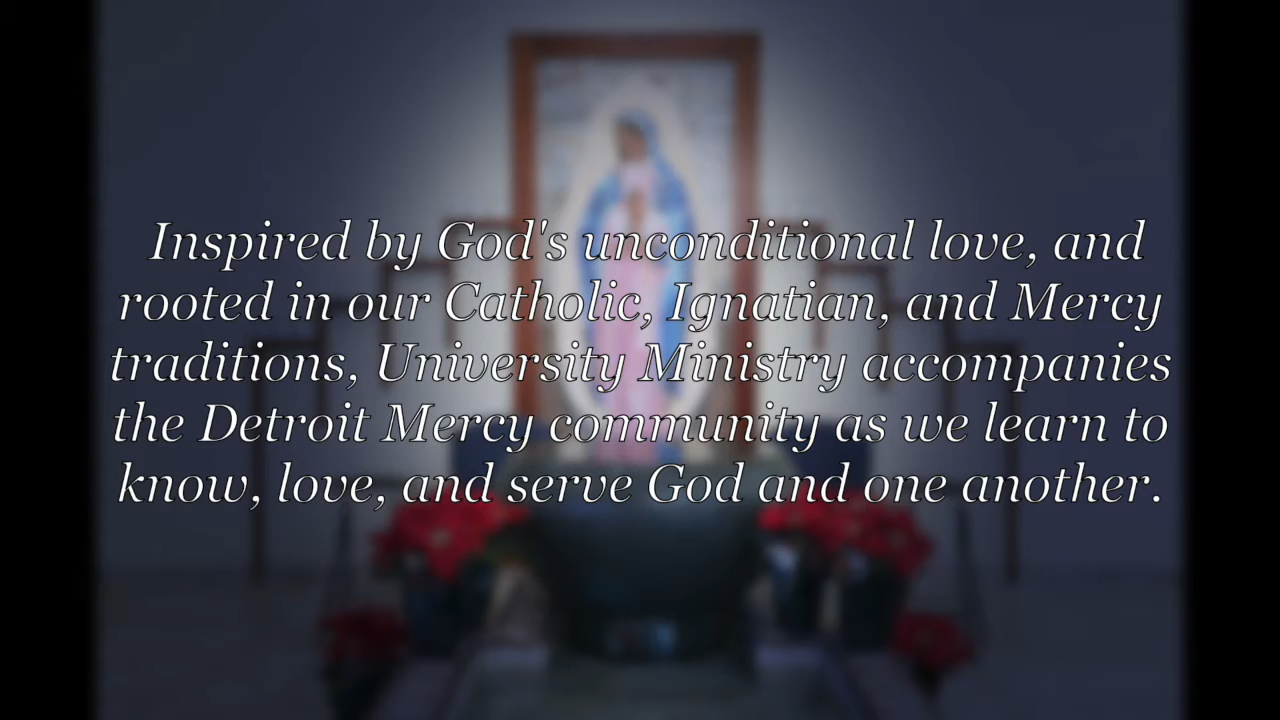 Inspired by God's unconditional love, and
rooted in our Catholic, Ignatian, and Mercy
traditions, University Ministry accompanies
the Detroit Mercy community as we learn to
know, love, and serve God and one another.